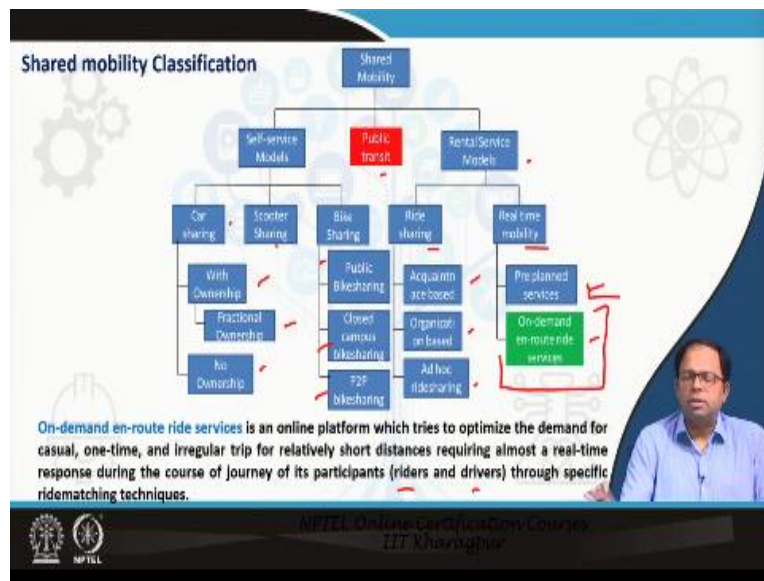 Shared mobility Classification
Shared
Mobility
Self-service
Models
Public
transit
Rental Service
Models
Car
sharing
Scooter
Sharing
Bike
Sharing
Ride
sharing
Real time
mobility
With
Ownership
Fractional
Ownership
No
Ownership
Public
Bikesharing
Closed
campus
bikesharing
P2P
bikesharing
Acquaintn
ace based
Organizati
on based
Ad hoc
ridesharing
Pre planned
services
On-demand
en-route ride
services
On-demand en-route ride services is an online platform which tries to optimize the demand for
casual, one-time, and irregular trip for relatively short distances requiring almost a real-time
response during the course of journey of its participants (riders and drivers) through specific
ridematching techniques.
NPTEL Online Certification Courses
IIT Kharagpur
NPTEL